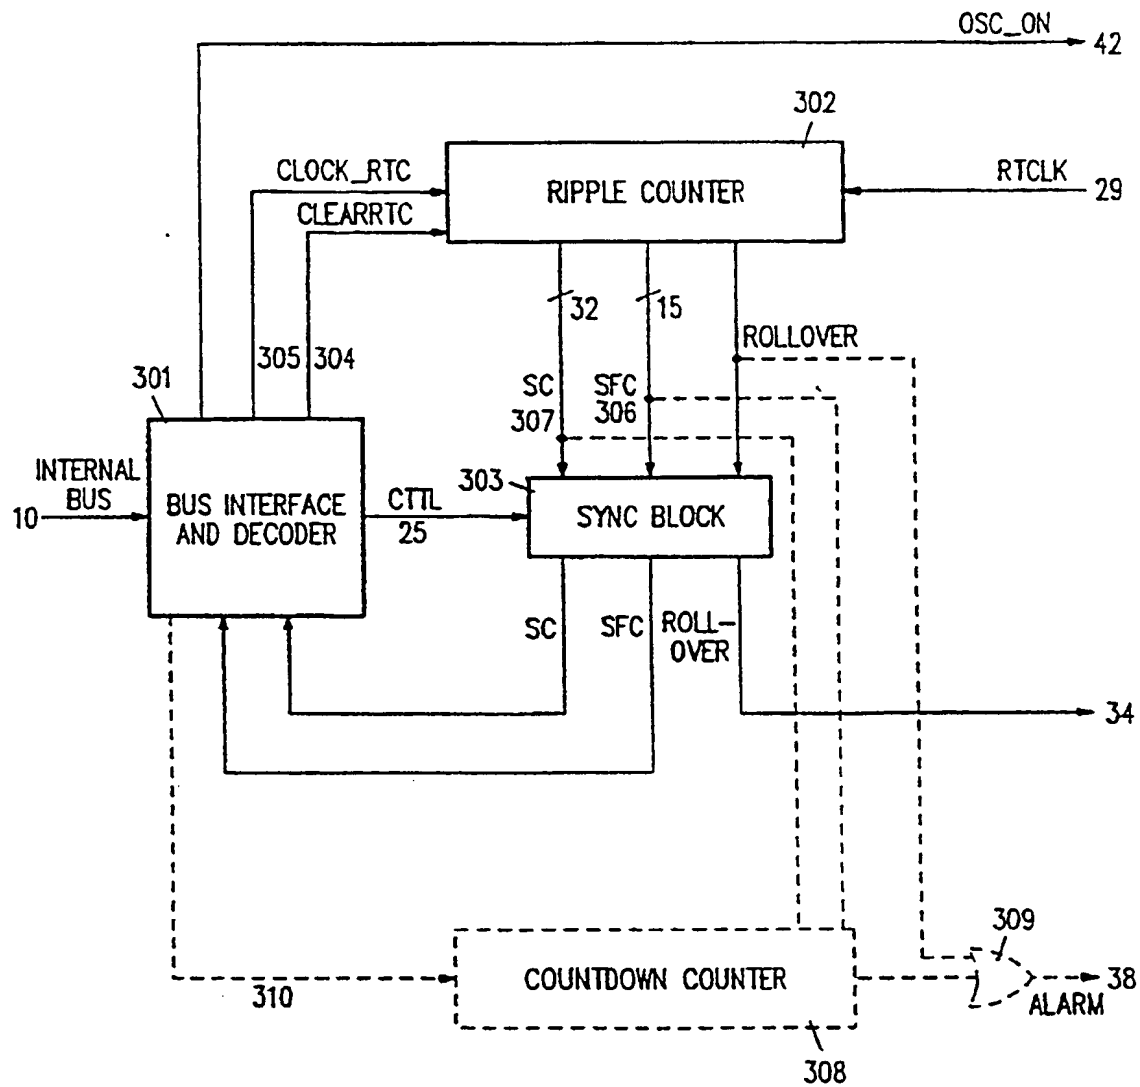 OSC_ON
42
302
CLOCK_RTC
RIPPLE COUNTER
RTCLK
29
CLEARRTC
32
15
305
304
ROLLOVER
301
SC
307
SFC
306
INTERNAL
BUS
10
BUS INTERFACE
AND DECODER
CTTL
25
303
SYNC BLOCK
SC
SFC
ROLL-
OVER
34
309
310
COUNTDOWN COUNTER
38
ALARM
308